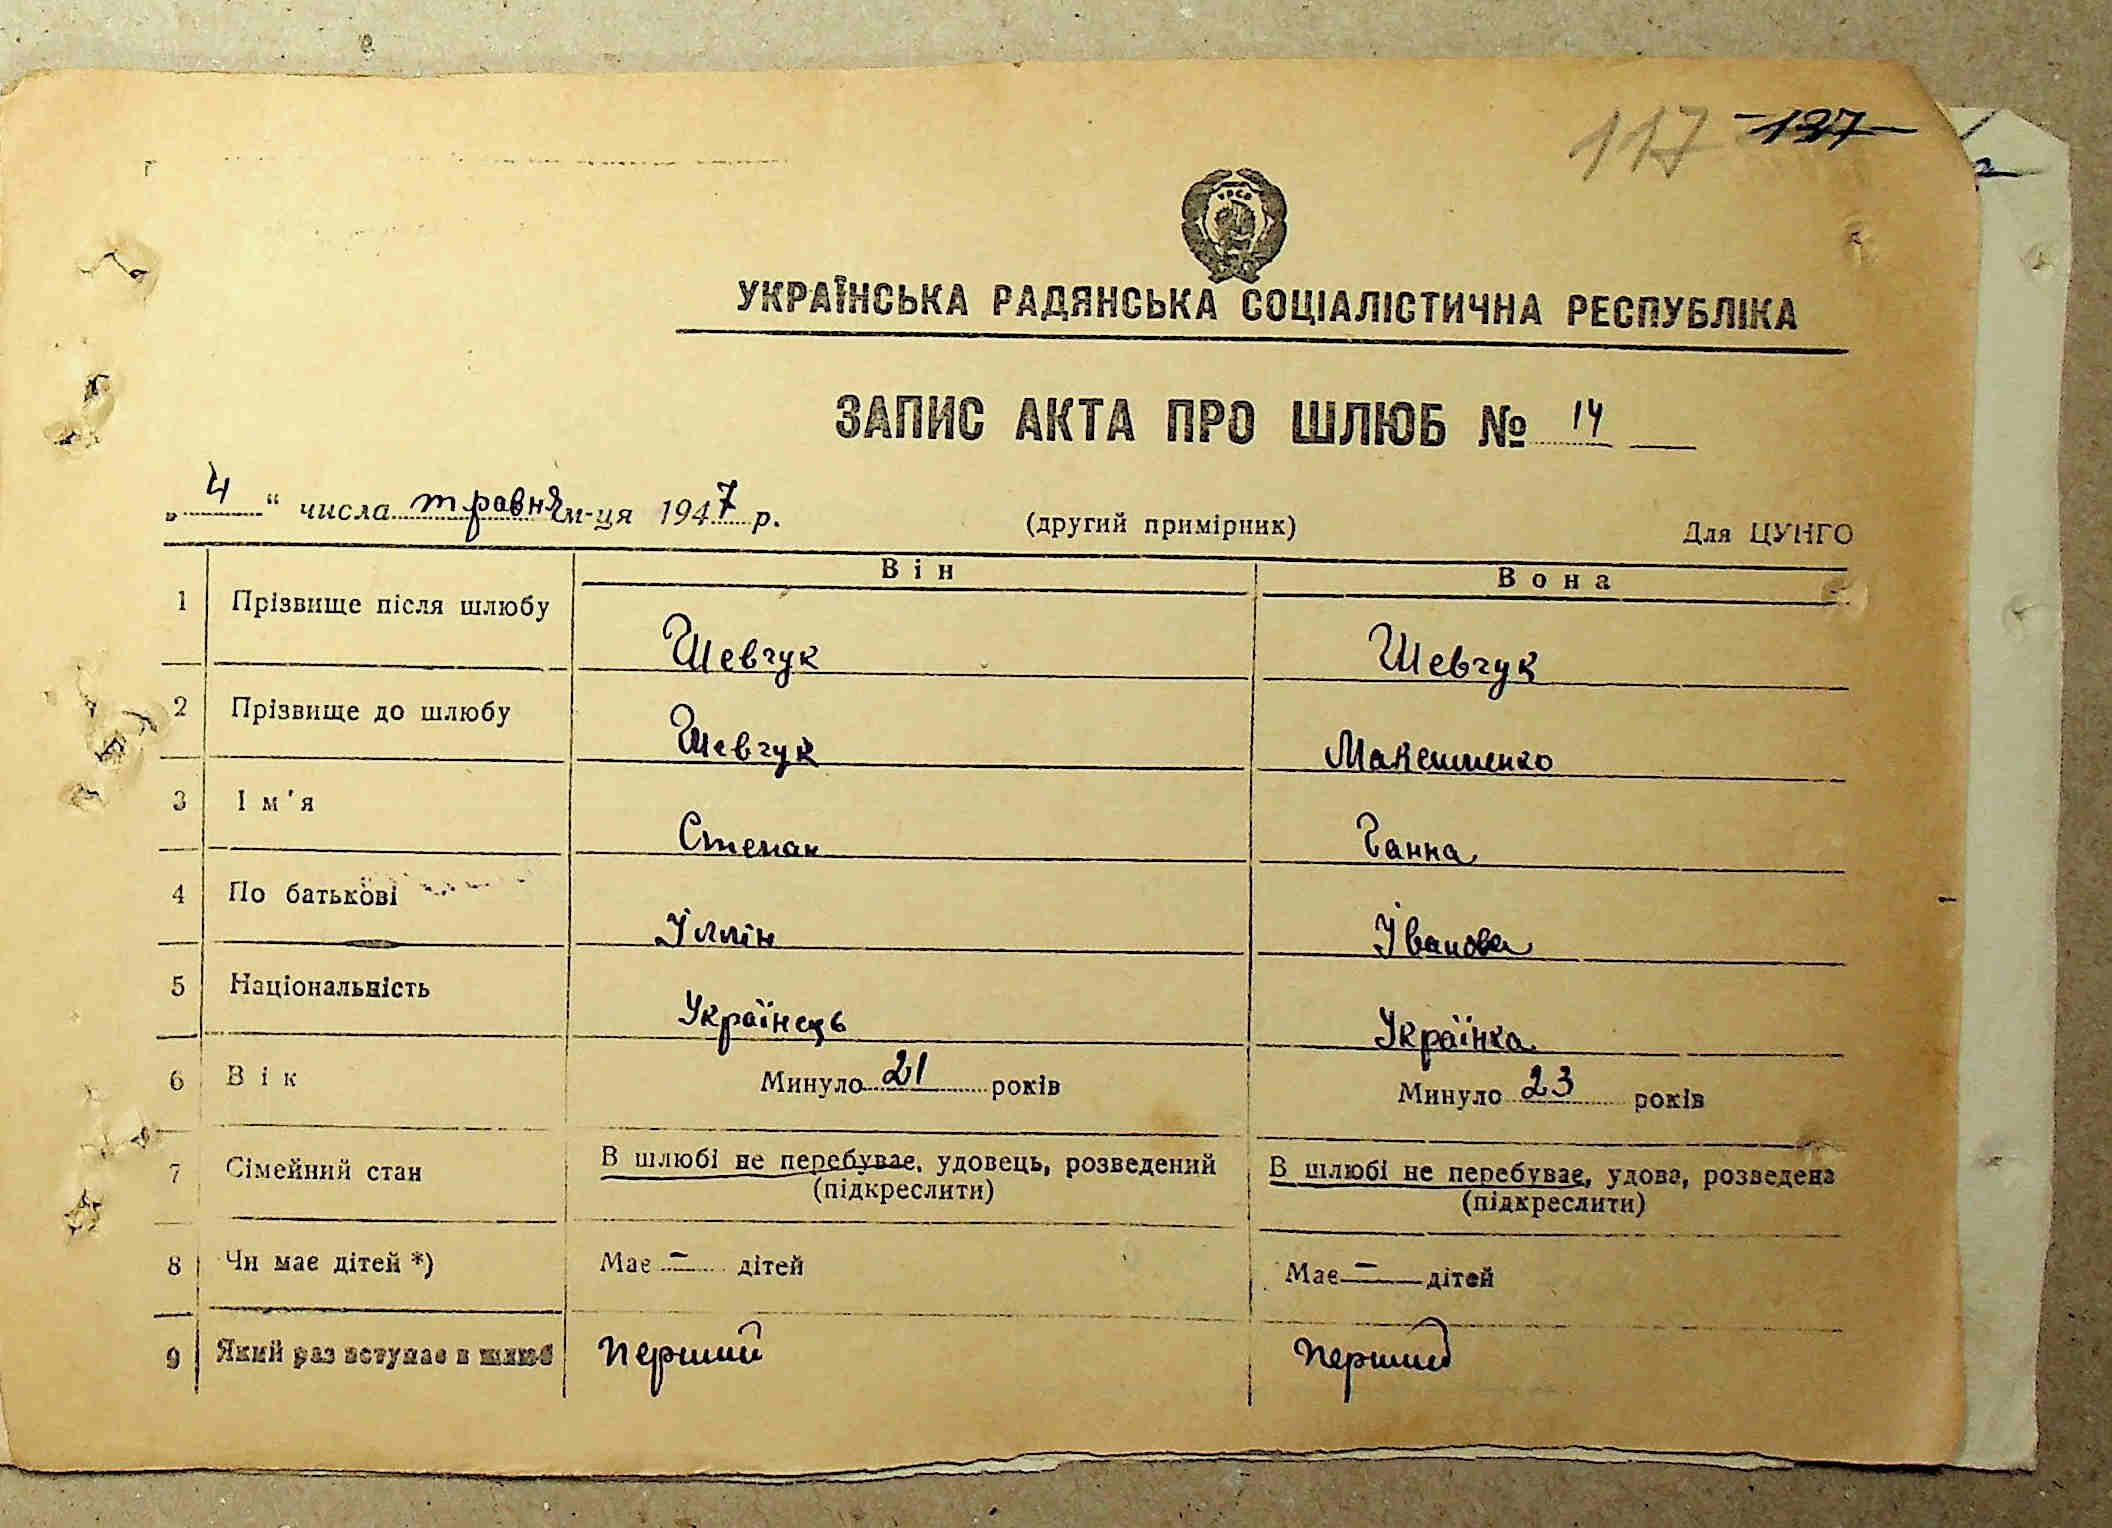 117 137
УРСР
УКРАЇНСЬКА РАДЯНСЬКА СОЦІАЛІСТИЧНА РЕСПУБЛІКА
ЗАПИС АКТА ПРО ШЛЮБ № 14
„ 4 “ числа травня м-ця 1947 р. (другий примірник) Для ЦУНГО
Він Вона
1 Прізвище після шлюбу Шевчук Шевчук
2 Прізвище до шлюбу Шевчук
3 Ім'я Степан Ганна
4 По батькові Іллін Іванова
5 Національність Українець Українка
6 Вік Минуло 21 років Минуло 23 років
7 Сімейний стан В шлюбі не перебуває, удовець, розведений В шлюбі не перебуває, удова, розведена
(підкреслити) (підкреслити)
8 Чи має дітей *) Має – дітей Має – дітей
9 Який раз вступає в шлюб перший перший